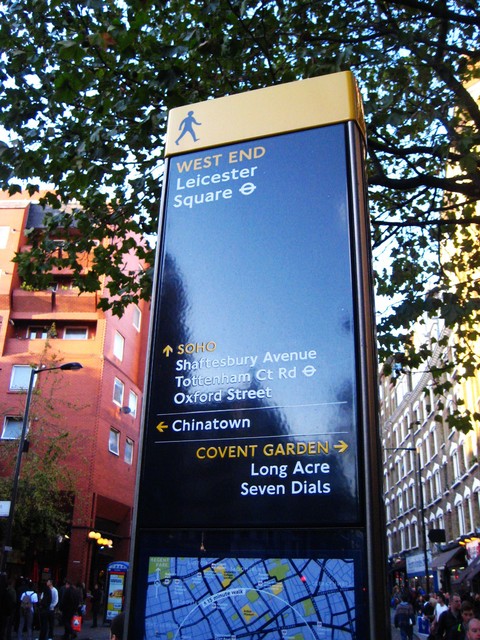 WEST END
Leicester
Square
SOHO
Shaftesbury Avenue
Tottenham Ct Rd
Oxford Street
Chinatown
COVENT GARDEN
Long Acre
Seven Dials